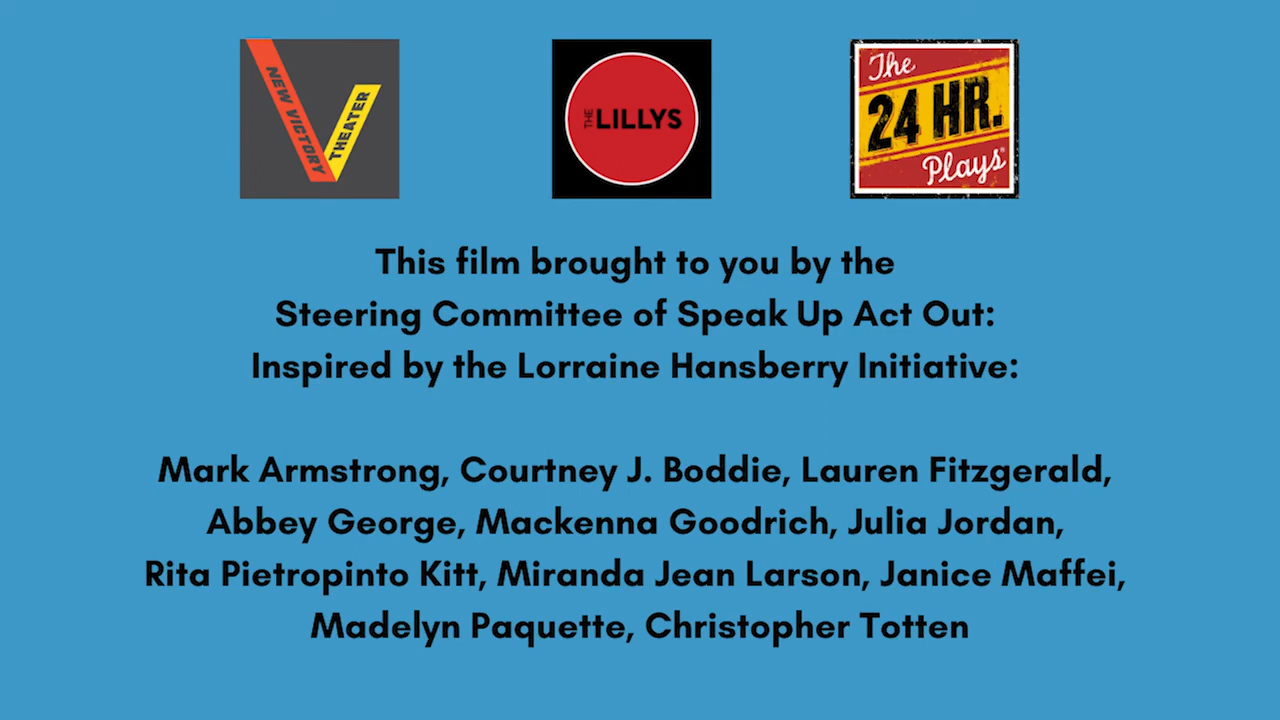 NEW VICTORY
THEATER
THE LILLYS
The
24 HR.
Plays
This film brought to you by the
Steering Committee of Speak Up Act Out:
Inspired by the Lorraine Hansberry Initiative:
Mark Armstrong, Courtney J. Boddie, Lauren Fitzgerald,
Abbey George, Mackenna Goodrich, Julia Jordan,
Rita Pietropinto Kitt, Miranda Jean Larson, Janice Maffei,
Madelyn Paquette, Christopher Totten